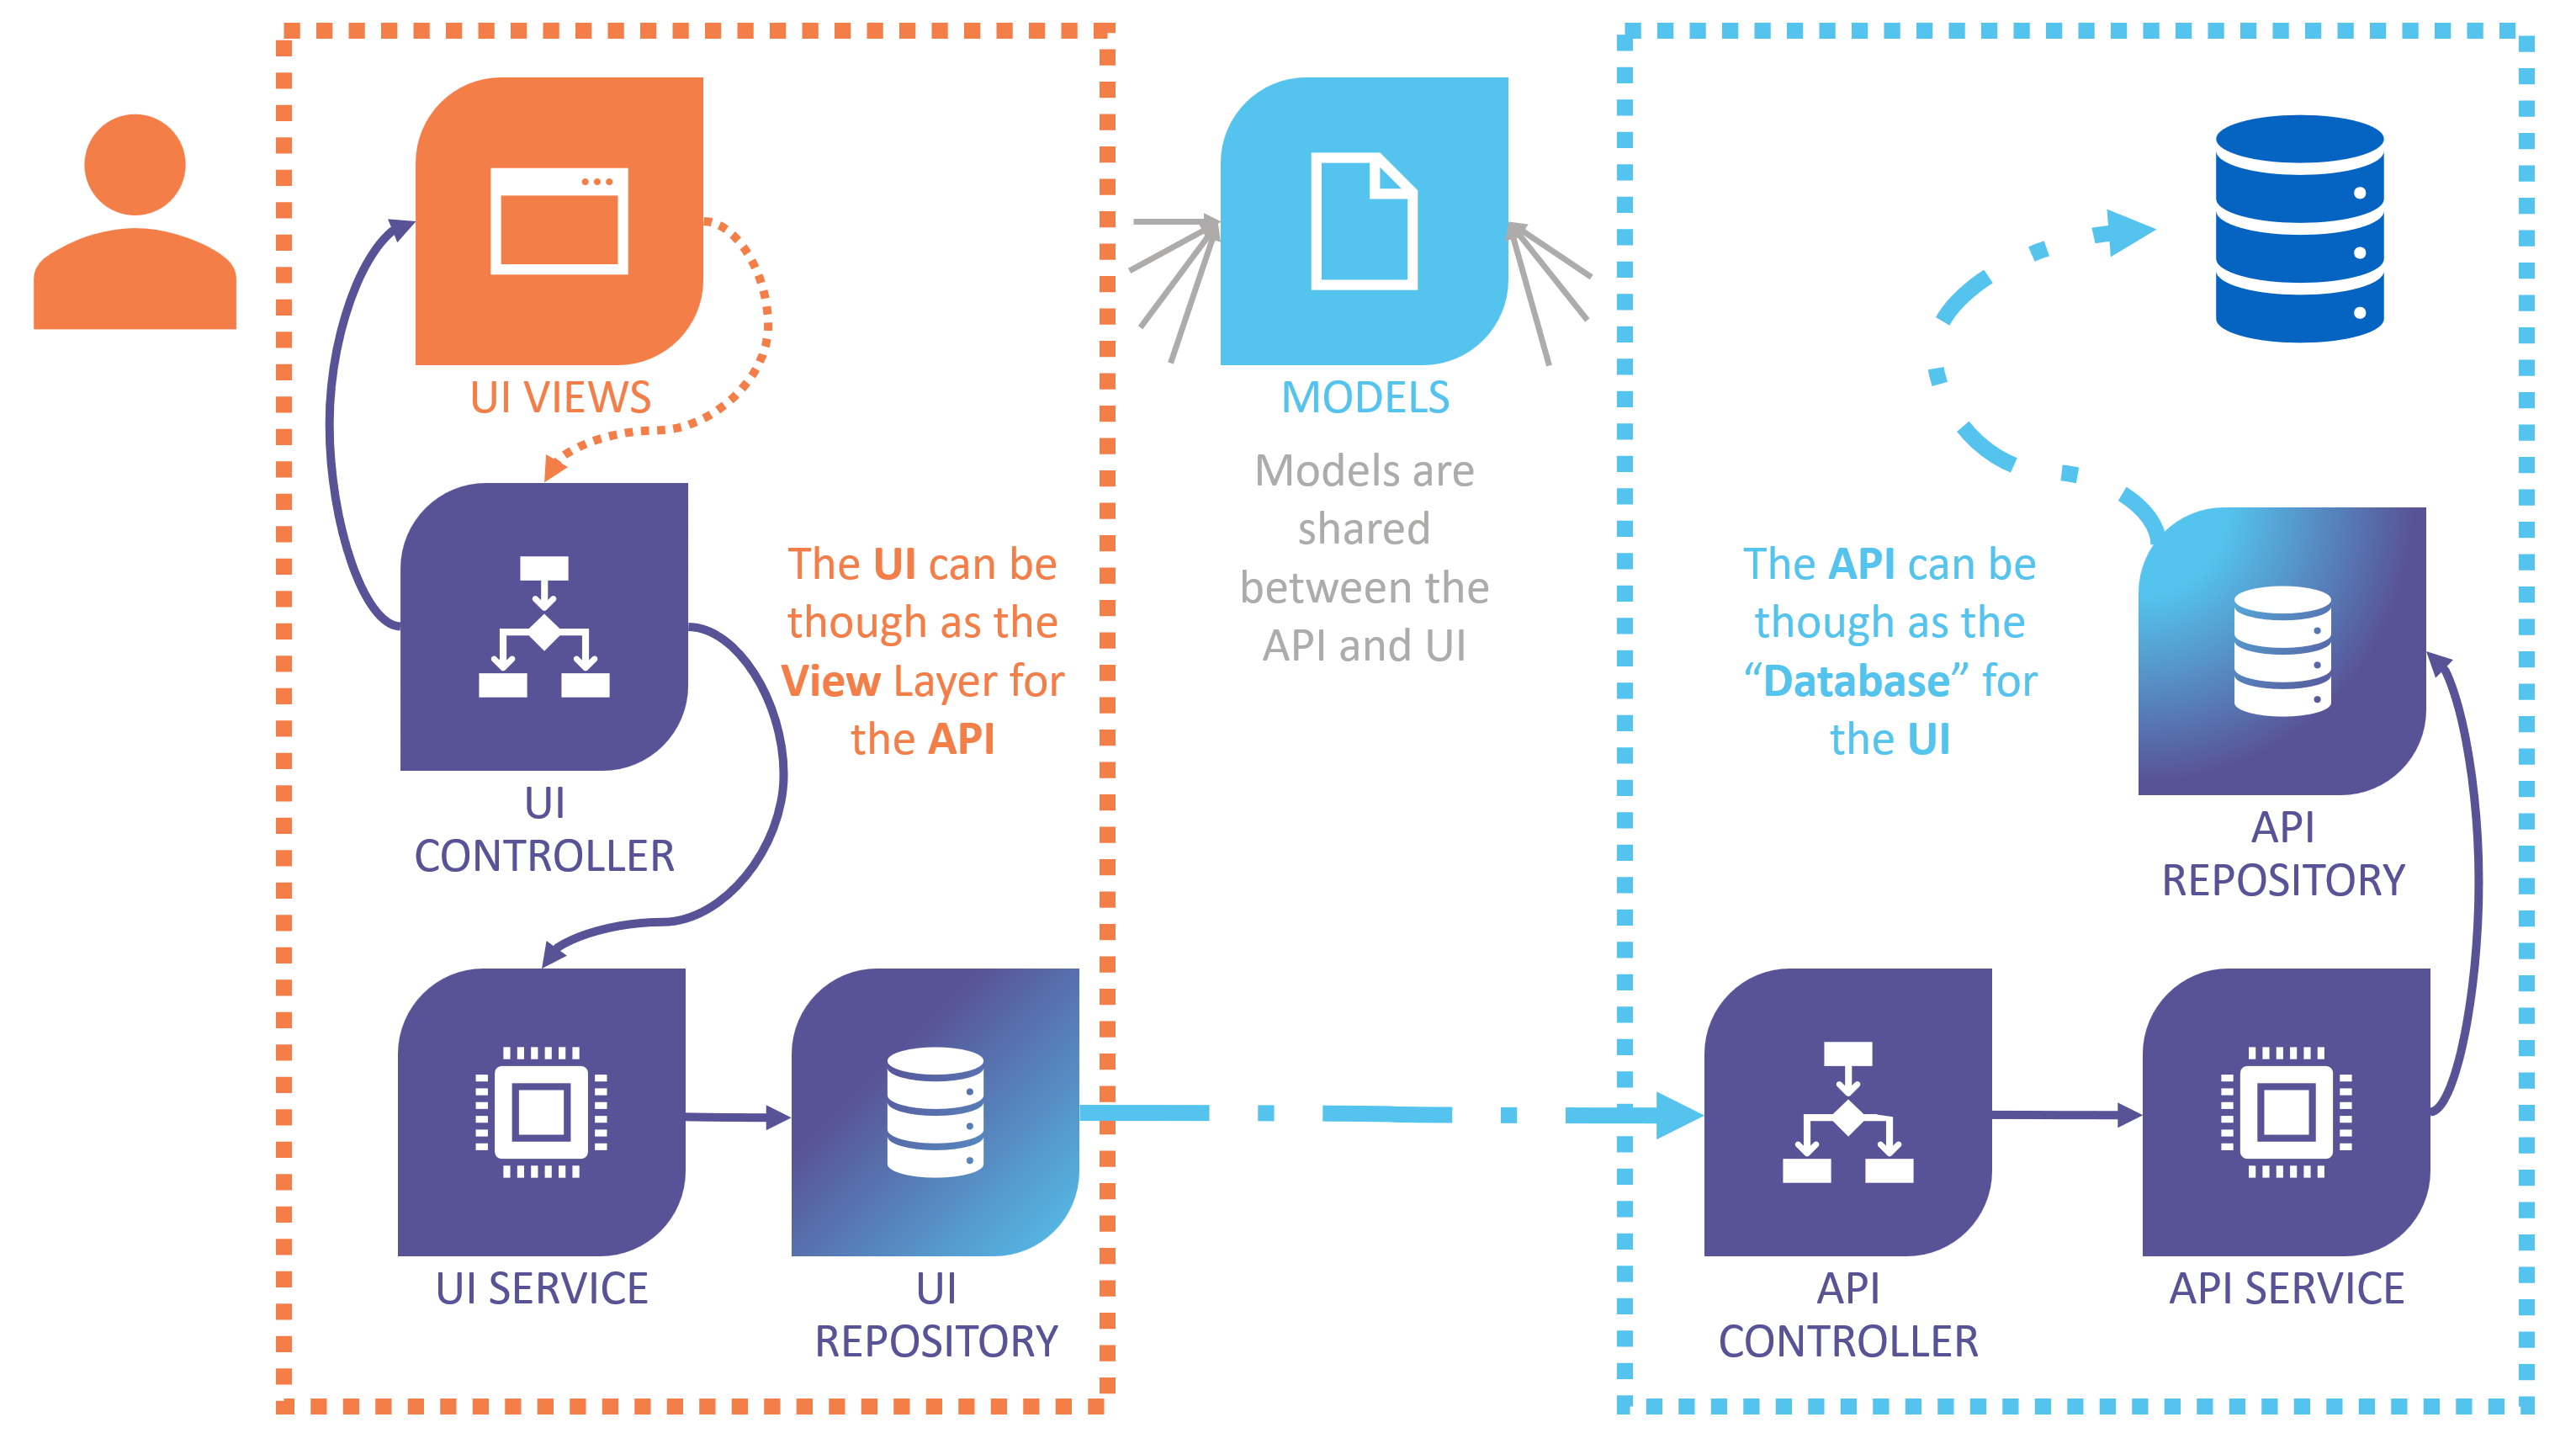 UI VIEWS
UI
CONTROLLER
The UI can be
though as the
View Layer for
the API
UI SERVICE
UI
REPOSITORY
MODELS
Models are
shared
between the
API and UI
The API can be
though as the
“Database” for
the UI
API
REPOSITORY
API
CONTROLLER
API SERVICE